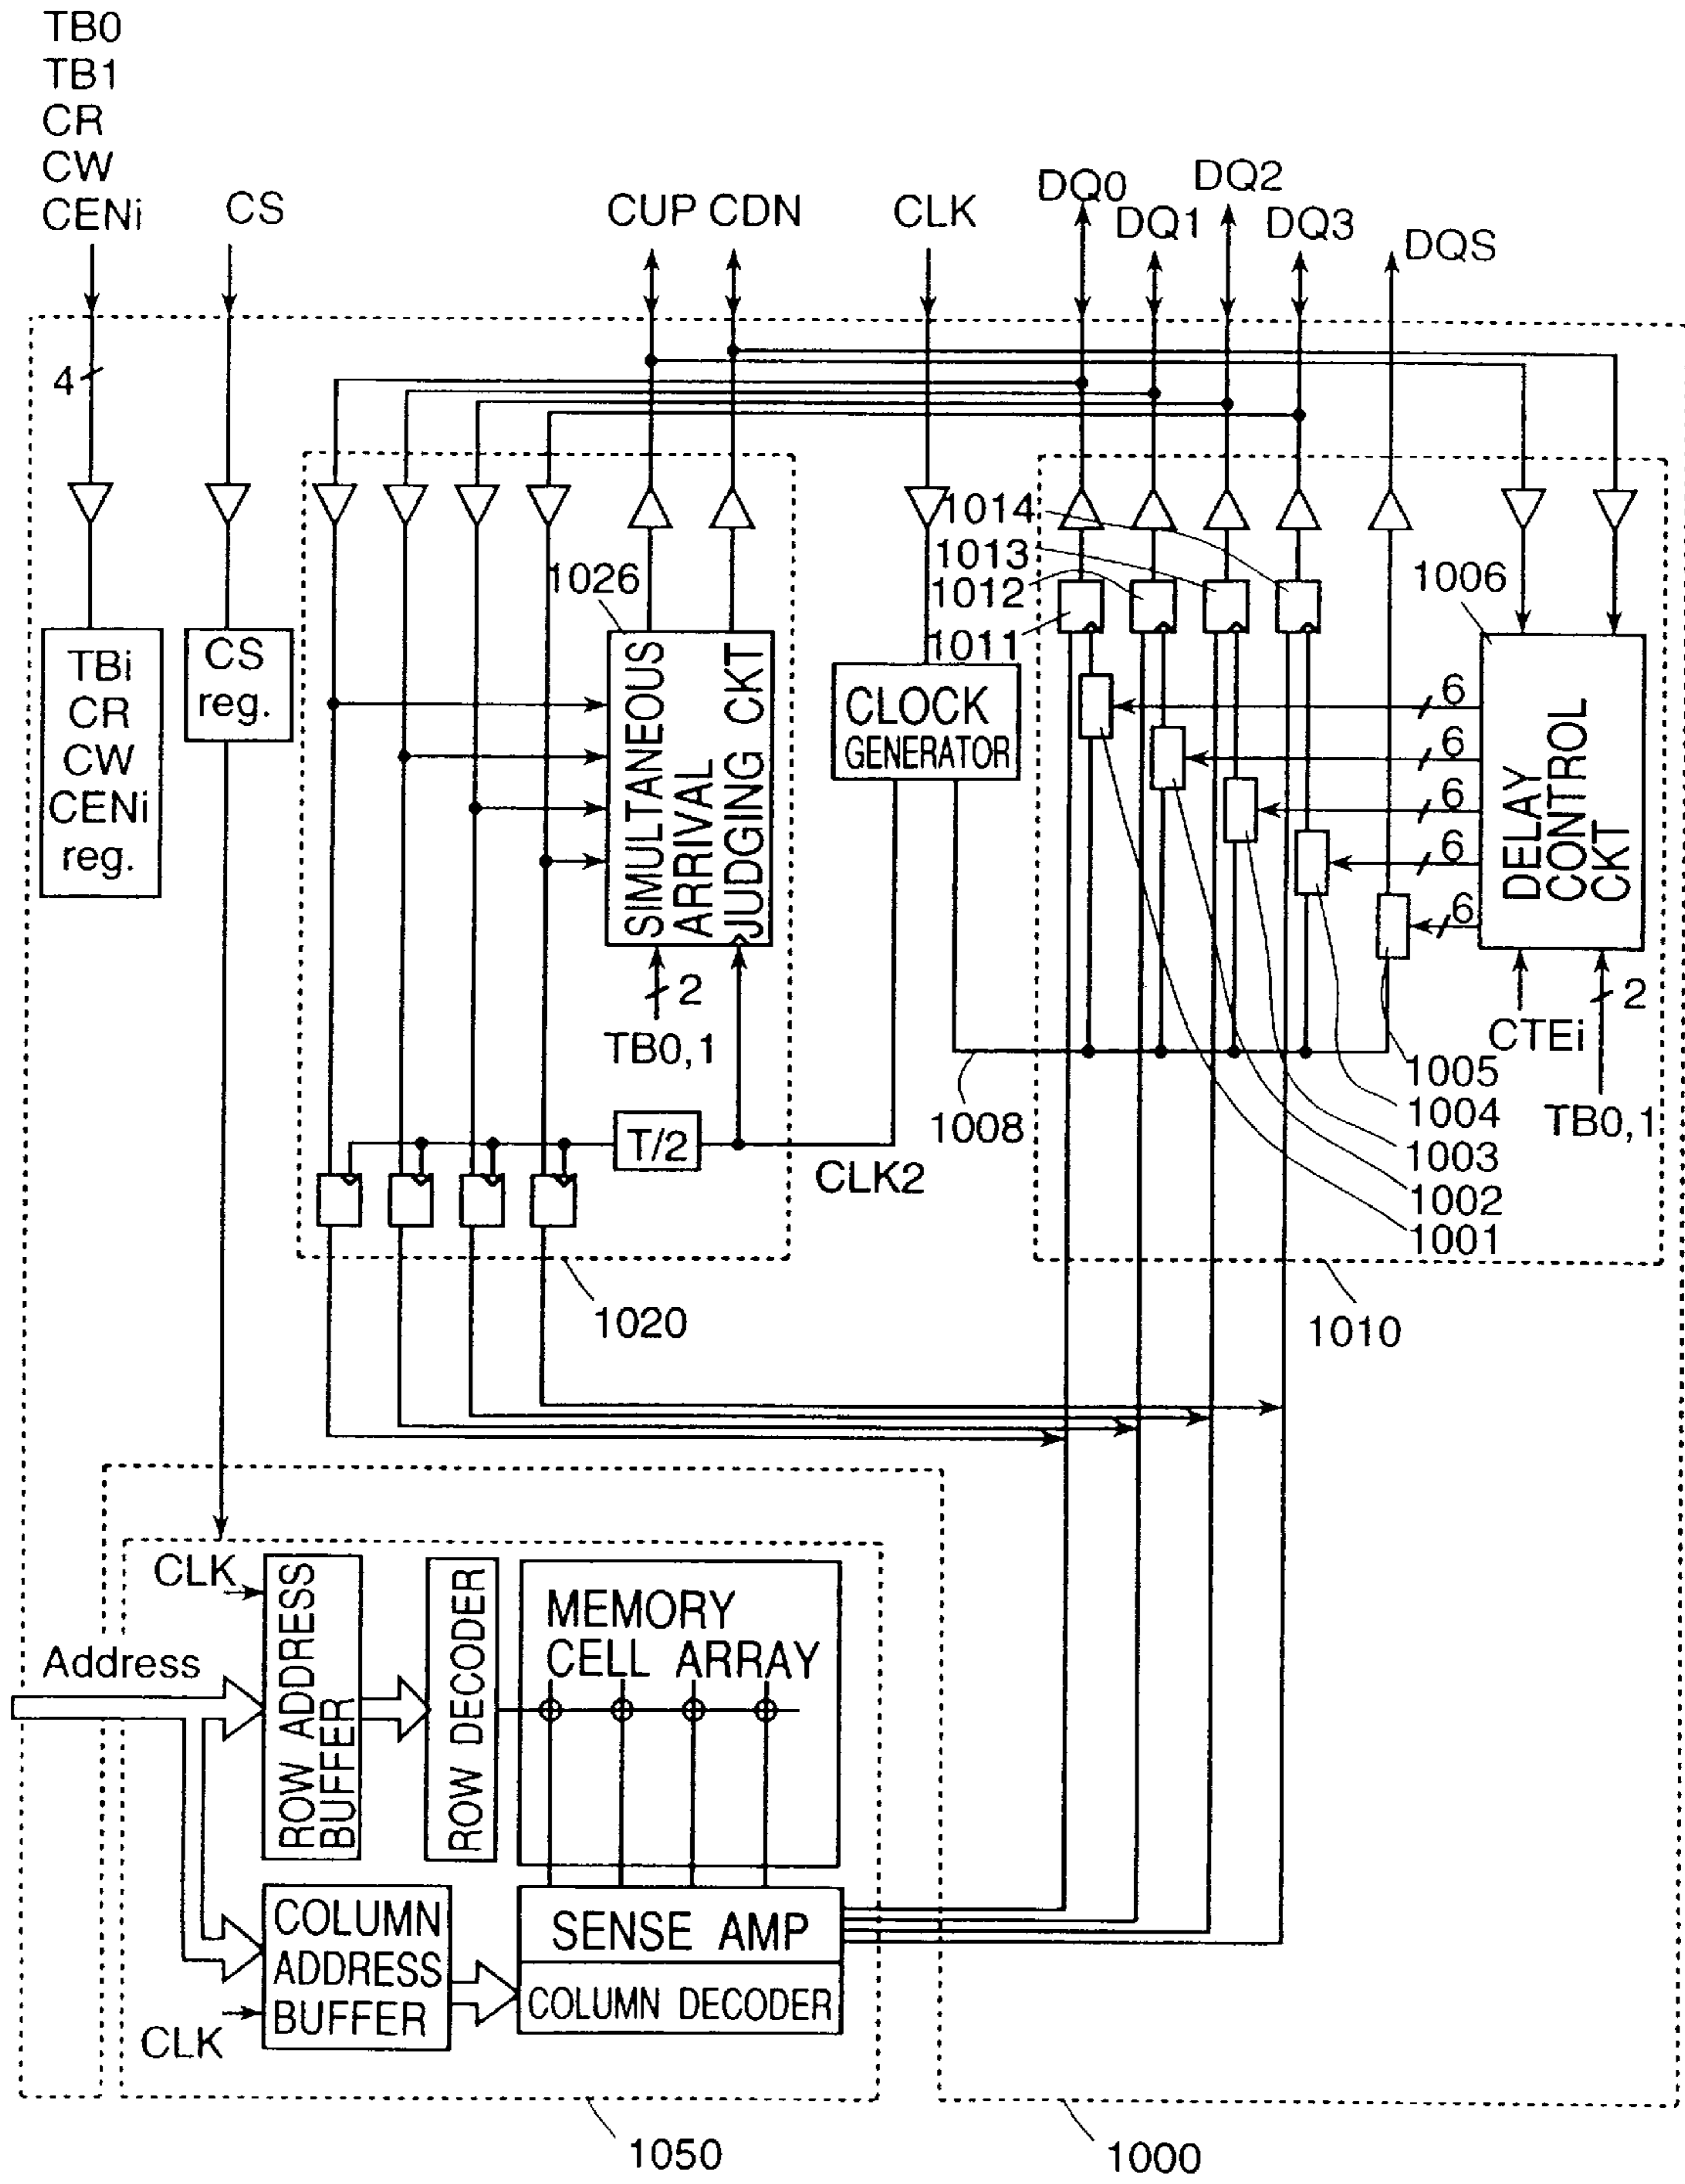 TB0
TB1
CR
CW
CENi
CS
CUP CDN
CLK
DQ0
DQ1
DQ2
DQ3
DQS
4
1014
1013
1012
1011
1026
1006
TBi
CR
CW
CENi
reg.
CS
reg.
SIMULTANEOUS
ARRIVAL
JUDGING CKT
CLOCK
GENERATOR
6
6
6
6
6
DELAY
CONTROL
CKT
2
TB0,1
2
CTEi
TB0,1
1005
1004
1003
1002
1001
1008
T/2
CLK2
1020
1010
CLK
Address
ROW ADDRESS
BUFFER
ROW DECODER
MEMORY
CELL ARRAY
COLUMN
ADDRESS
BUFFER
CLK
SENSE AMP
COLUMN DECODER
1050
1000